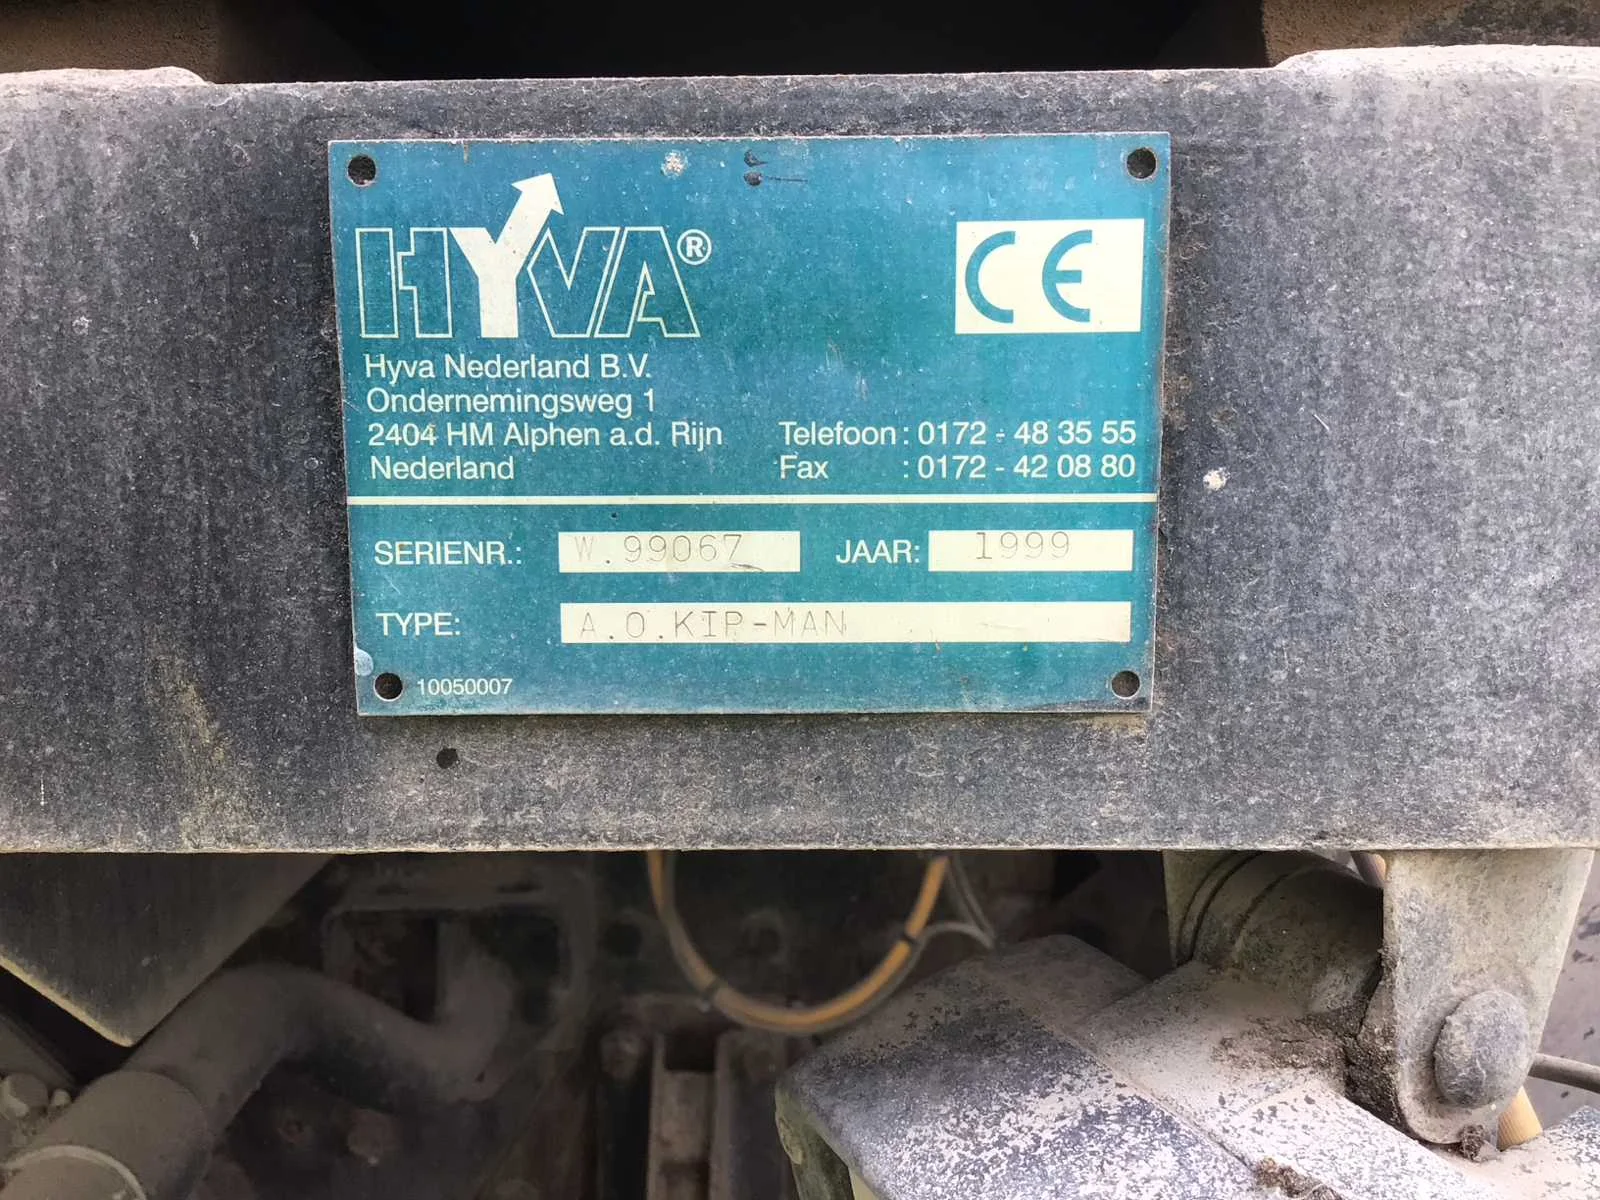 HYVA®
CE
Hyva Nederland B.V.
Ondernemingsweg 1
2404 HM Alphen a.d. Rijn Telefoon: 0172 - 48 35 55
Nederland Fax : 0172 - 42 08 80
SERIENR.: W.99067 JAAR: 1999
TYPE: A.O.KIP-MAN
10050007